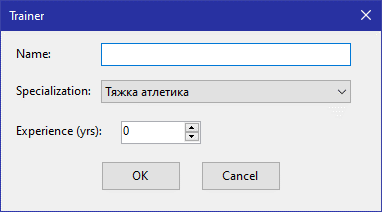 Trainer
Name:
Specialization: Тяжка атлетика
Experience (yrs): 0
OK Cancel